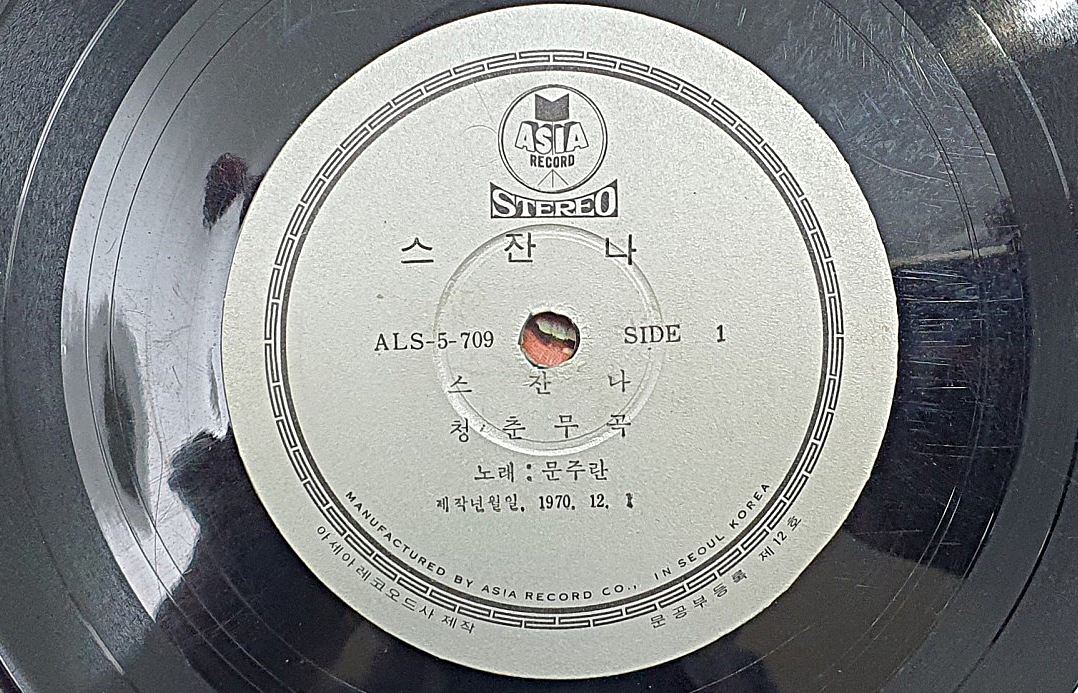 ASIA
RECORD
STEREO
스 잔 나
ALS-5-709 SIDE 1
스 잔 나
청 춘 무 곡
노래 : 문주란
제작년월일. 1970. 12. 1
MANUFACTURED BY ASIA RECORD CO., IN SEOUL KOREA
아세아레코오드사 제작 문공부등록 제 12 호